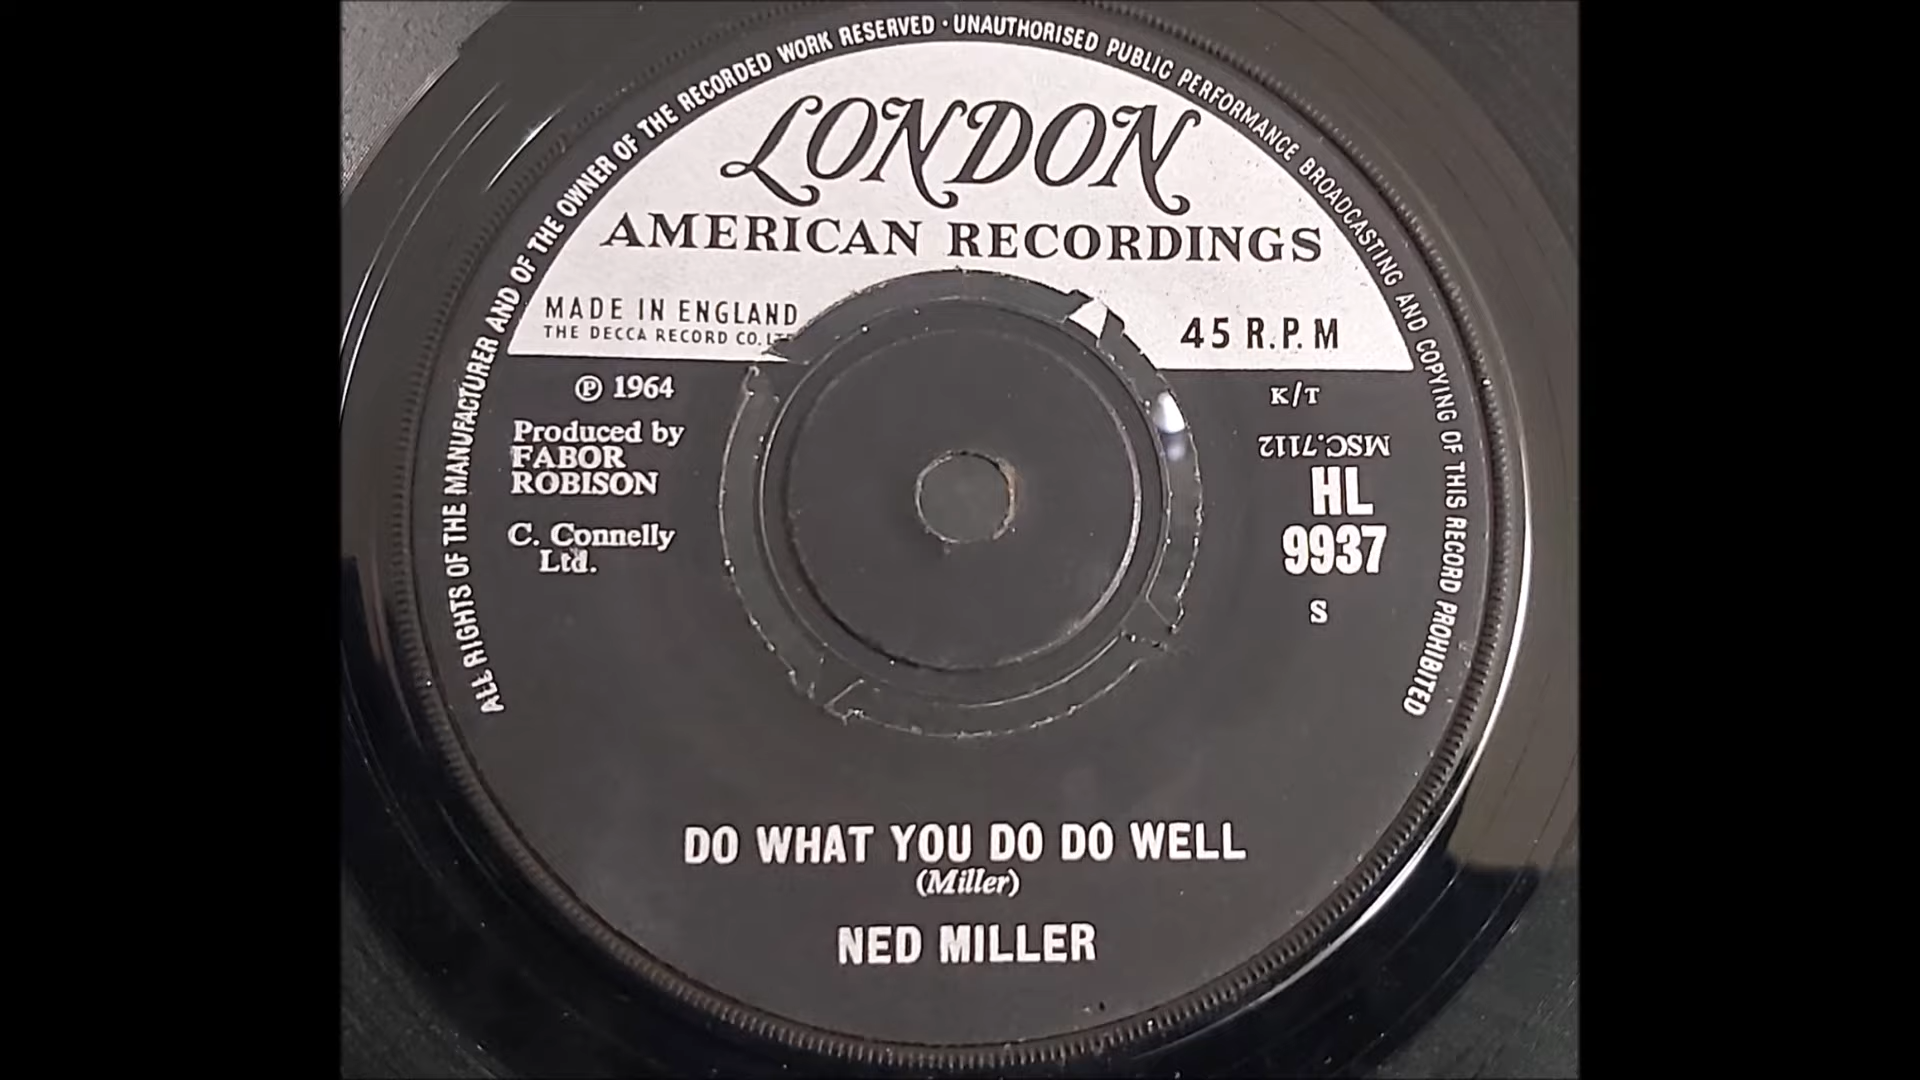 ALL RIGHTS OF THE MANUFACTURER AND OF THE OWNER OF THE RECORDED WORK RESERVED · UNAUTHORISED PUBLIC PERFORMANCE BROADCASTING AND COPYING OF THIS RECORD PROHIBITED
LONDON
AMERICAN RECORDINGS
MADE IN ENGLAND
THE DECCA RECORD CO. LT
45 R.P.M
℗ 1964
Produced by
FABOR
ROBISON
C. Connelly
Ltd.
K/T
MSC.7112
HL
9937
S
DO WHAT YOU DO DO WELL
(Miller)
NED MILLER